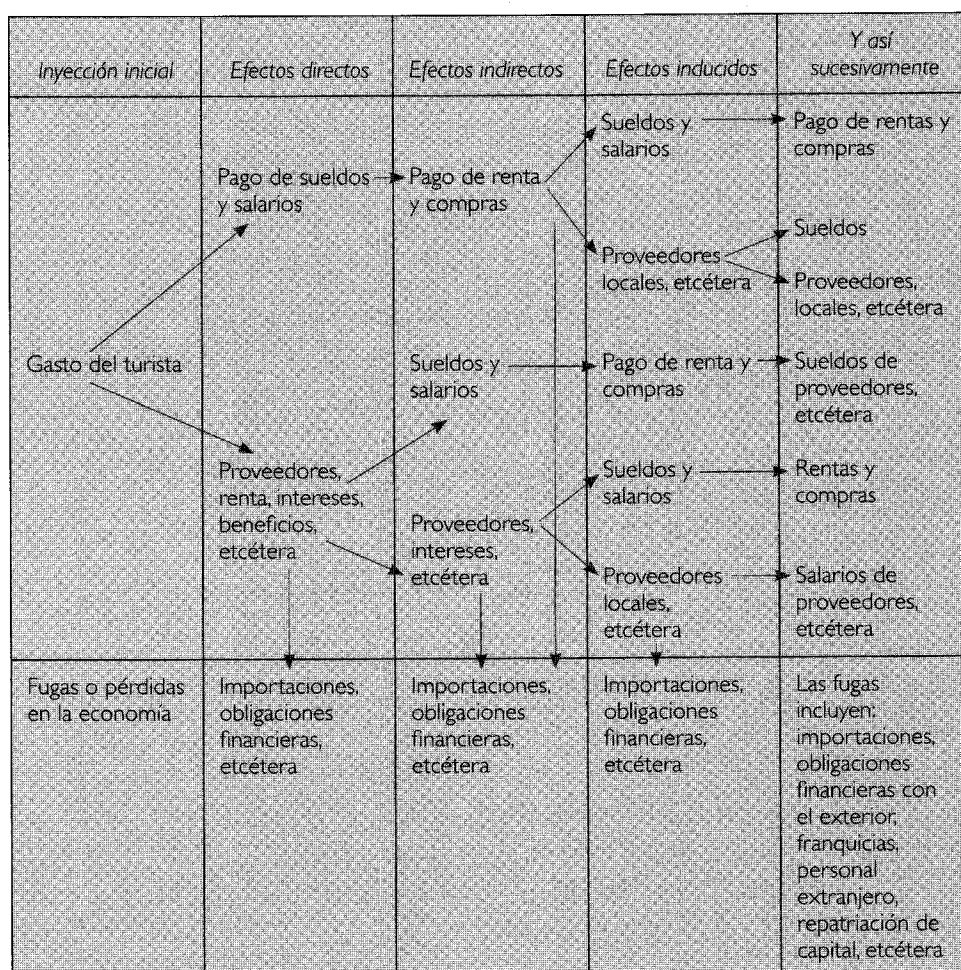 Inyección inicial
Efectos directos
Efectos indirectos
Efectos inducidos
Y así
sucesivamente
Gasto del turista
Pago de sueldos
y salarios
Proveedores,
renta, intereses,
beneficios,
etcétera
Pago de renta
y compras
Sueldos y
salarios
Proveedores,
intereses,
etcétera
Sueldos y
salarios
Proveedores
locales, etcétera
Pago de renta y
compras
Sueldos y
salarios
Proveedores
locales,
etcétera
Pago de rentas y
compras
Sueldos
Proveedores,
locales, etcétera
Sueldos de
proveedores,
etcétera
Rentas y
compras
Salarios de
proveedores,
etcétera
Fugas o pérdidas
en la economía
Importaciones,
obligaciones
financieras,
etcétera
Importaciones,
obligaciones
financieras,
etcétera
Importaciones,
obligaciones
financieras,
etcétera
Las fugas
incluyen:
importaciones,
obligaciones
financieras con
el exterior,
franquicias,
personal
extranjero,
repatriación de
capital, etcétera